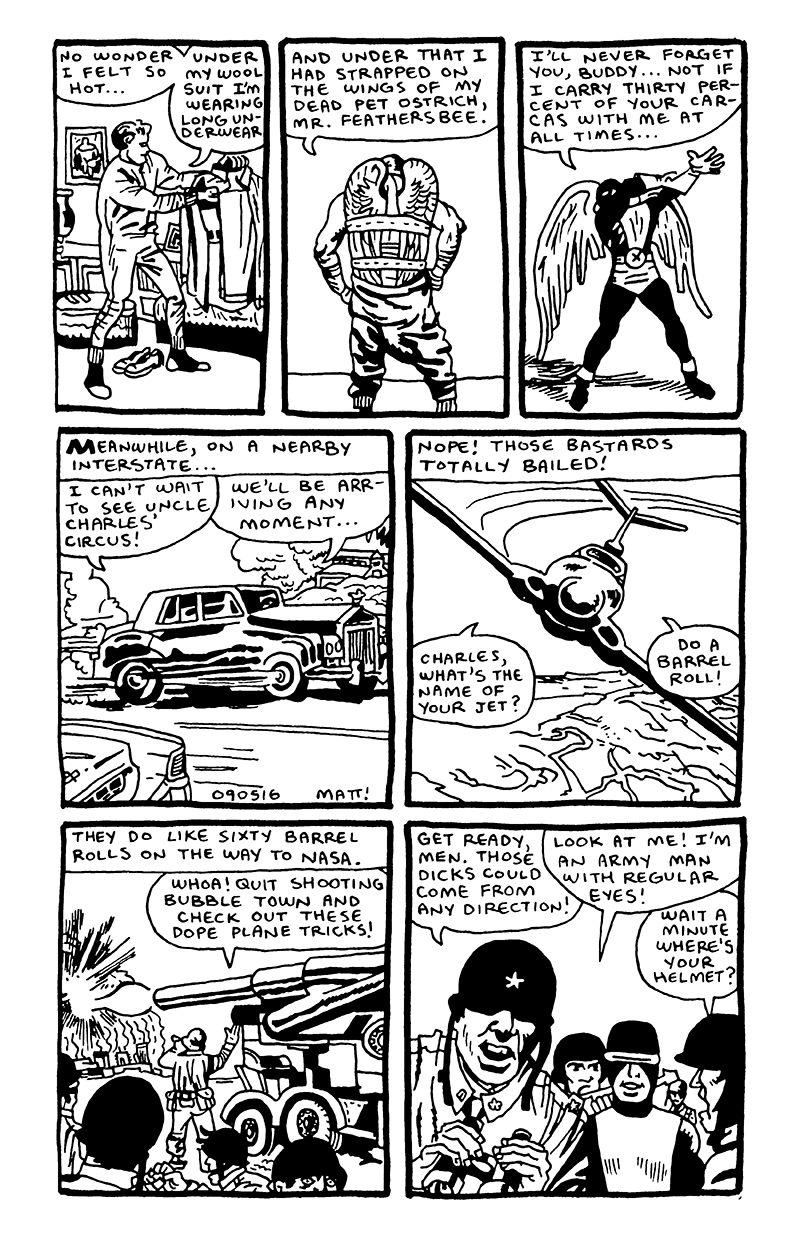 NO WONDER
I FELT SO
HOT...
UNDER
MY WOOL
SUIT I'M
WEARING
LONG UN-
DERWEAR
AND UNDER THAT I
HAD STRAPPED ON
THE WINGS OF MY
DEAD PET OSTRICH,
MR. FEATHERSBEE.
I'LL NEVER FORGET
YOU, BUDDY... NOT IF
I CARRY THIRTY PER-
CENT OF YOUR CAR-
CAS WITH ME AT
ALL TIMES...
MEANWHILE, ON A NEARBY
INTERSTATE...
I CAN'T WAIT
TO SEE UNCLE
CHARLES'
CIRCUS!
WE'LL BE ARR-
IVING ANY
MOMENT...
090516 MATT!
NOPE! THOSE BASTARDS
TOTALLY BAILED!
CHARLES,
WHAT'S THE
NAME OF
YOUR JET?
DO A
BARREL
ROLL!
THEY DO LIKE SIXTY BARREL
ROLLS ON THE WAY TO NASA.
WHOA! QUIT SHOOTING
BUBBLE TOWN AND
CHECK OUT THESE
DOPE PLANE TRICKS!
GET READY,
MEN. THOSE
DICKS COULD
COME FROM
ANY DIRECTION!
LOOK AT ME! I'M
AN ARMY MAN
WITH REGULAR
EYES!
WAIT A
MINUTE
WHERE'S
YOUR
HELMET?